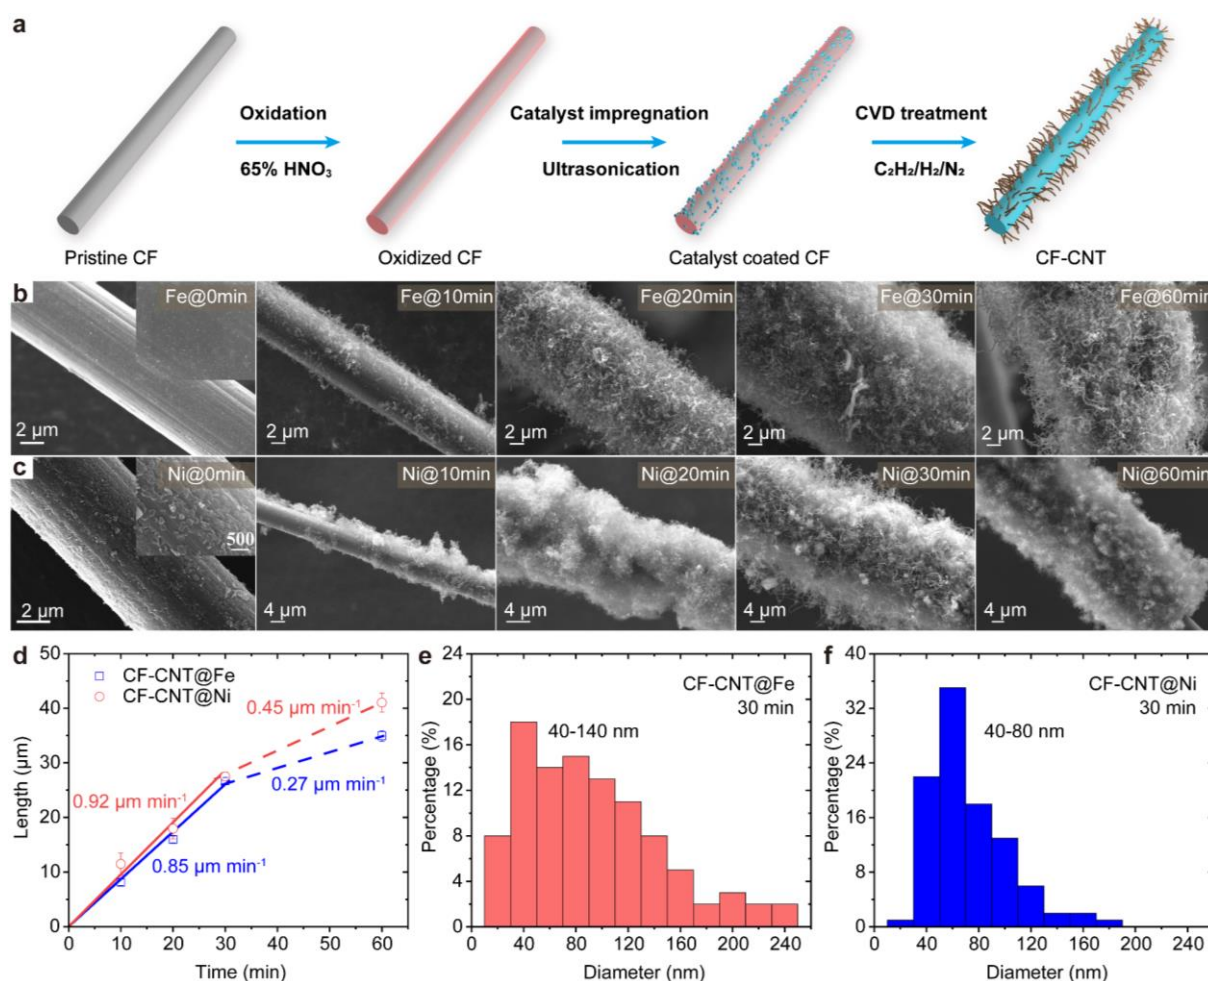 a
Oxidation
65% HNO₃
Catalyst impregnation
Ultrasonication
CVD treatment
C₂H₂/H₂/N₂
Pristine CF
Oxidized CF
Catalyst coated CF
CF-CNT
b
Fe@0min
Fe@10min
Fe@20min
Fe@30min
Fe@60min
2 µm
2 µm
2 µm
2 µm
2 µm
c
Ni@0min
Ni@10min
Ni@20min
Ni@30min
Ni@60min
500
2 µm
4 µm
4 µm
4 µm
4 µm
d
50
40
30
20
10
0
Length (µm)
CF-CNT@Fe
CF-CNT@Ni
0.45 µm min⁻¹
0.27 µm min⁻¹
0.92 µm min⁻¹
0.85 µm min⁻¹
0 10 20 30 40 50 60
Time (min)
e
24
20
16
12
8
4
0
Percentage (%)
CF-CNT@Fe
30 min
40-140 nm
40 80 120 160 200 240
Diameter (nm)
f
40
32
24
16
8
0
Percentage (%)
CF-CNT@Ni
30 min
40-80 nm
40 80 120 160 200 240
Diameter (nm)